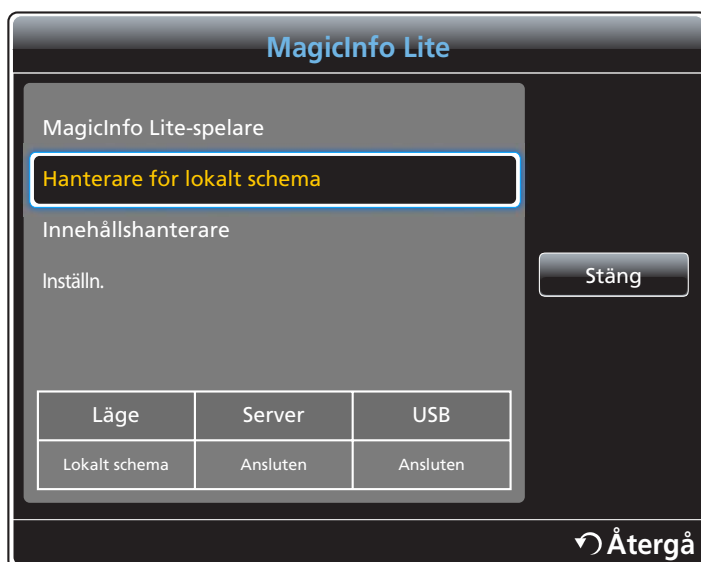 MagicInfo Lite
MagicInfo Lite-spelare
Hanterare för lokalt schema
Innehållshanterare
Inställn.
Stäng
Läge Server USB
Lokalt schema Ansluten Ansluten
Återgå